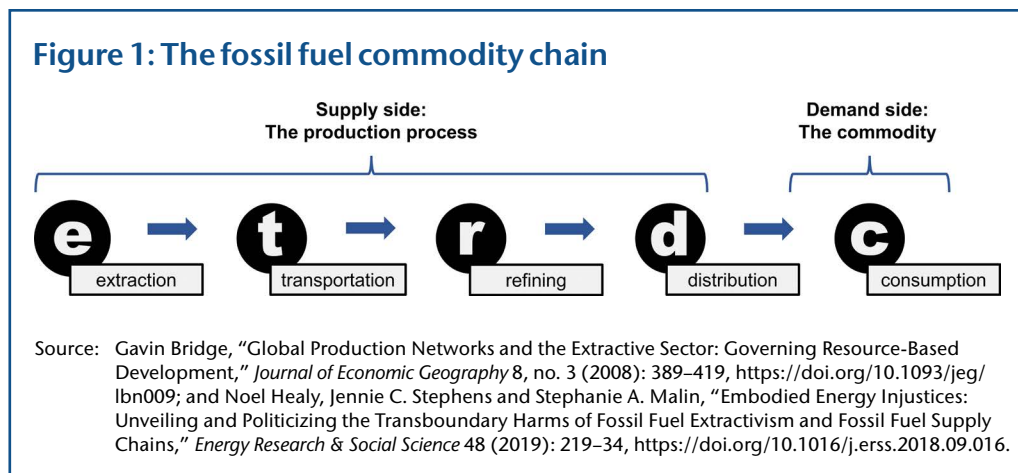 Figure 1: The fossil fuel commodity chain
Supply side:
The production process
Demand side:
The commodity
e
extraction
t
transportation
r
refining
d
distribution
c
consumption
Source: Gavin Bridge, “Global Production Networks and the Extractive Sector: Governing Resource-Based
Development,” Journal of Economic Geography 8, no. 3 (2008): 389–419, https://doi.org/10.1093/jeg/
lbn009; and Noel Healy, Jennie C. Stephens and Stephanie A. Malin, “Embodied Energy Injustices:
Unveiling and Politicizing the Transboundary Harms of Fossil Fuel Extractivism and Fossil Fuel Supply
Chains,” Energy Research & Social Science 48 (2019): 219–34, https://doi.org/10.1016/j.erss.2018.09.016.